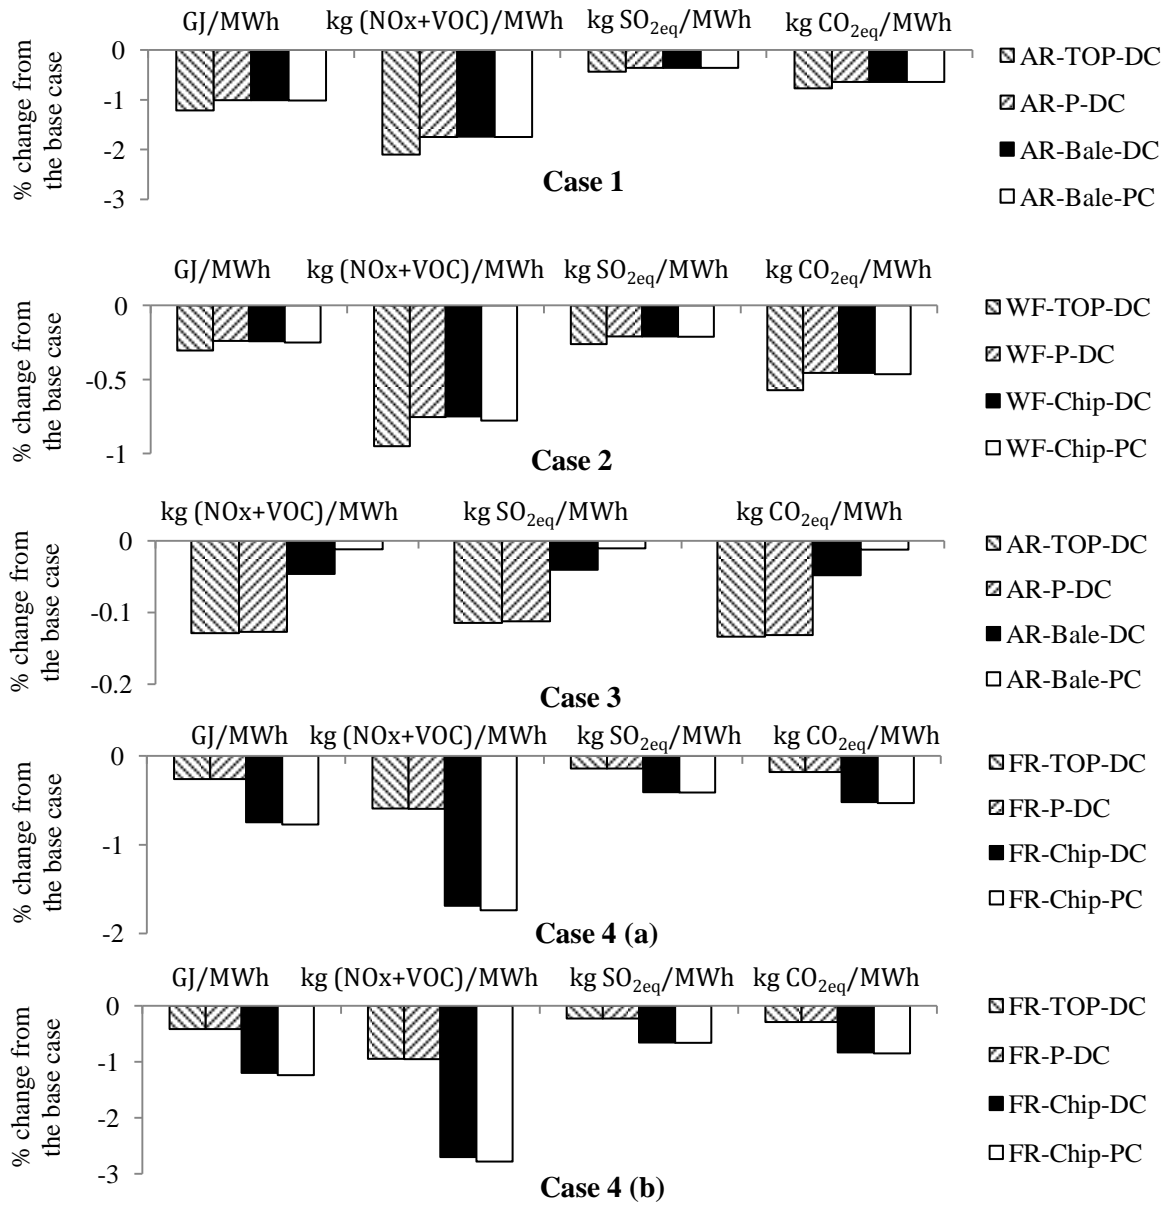 GJ/MWh kg (NOx+VOC)/MWh kg SO2eq/MWh kg CO2eq/MWh
% change from
the base case
0
-1
-2
-3
Case 1
AR-TOP-DC
AR-P-DC
AR-Bale-DC
AR-Bale-PC
GJ/MWh kg (NOx+VOC)/MWh kg SO2eq/MWh kg CO2eq/MWh
% change from
the base case
0
-0.5
-1
Case 2
WF-TOP-DC
WF-P-DC
WF-Chip-DC
WF-Chip-PC
kg (NOx+VOC)/MWh kg SO2eq/MWh kg CO2eq/MWh
% change from
the base case
0
-0.1
-0.2
Case 3
AR-TOP-DC
AR-P-DC
AR-Bale-DC
AR-Bale-PC
GJ/MWh kg (NOx+VOC)/MWh kg SO2eq/MWh kg CO2eq/MWh
% change from
the base case
0
-1
-2
Case 4 (a)
FR-TOP-DC
FR-P-DC
FR-Chip-DC
FR-Chip-PC
GJ/MWh kg (NOx+VOC)/MWh kg SO2eq/MWh kg CO2eq/MWh
% change from
the base case
0
-1
-2
-3
Case 4 (b)
FR-TOP-DC
FR-P-DC
FR-Chip-DC
FR-Chip-PC